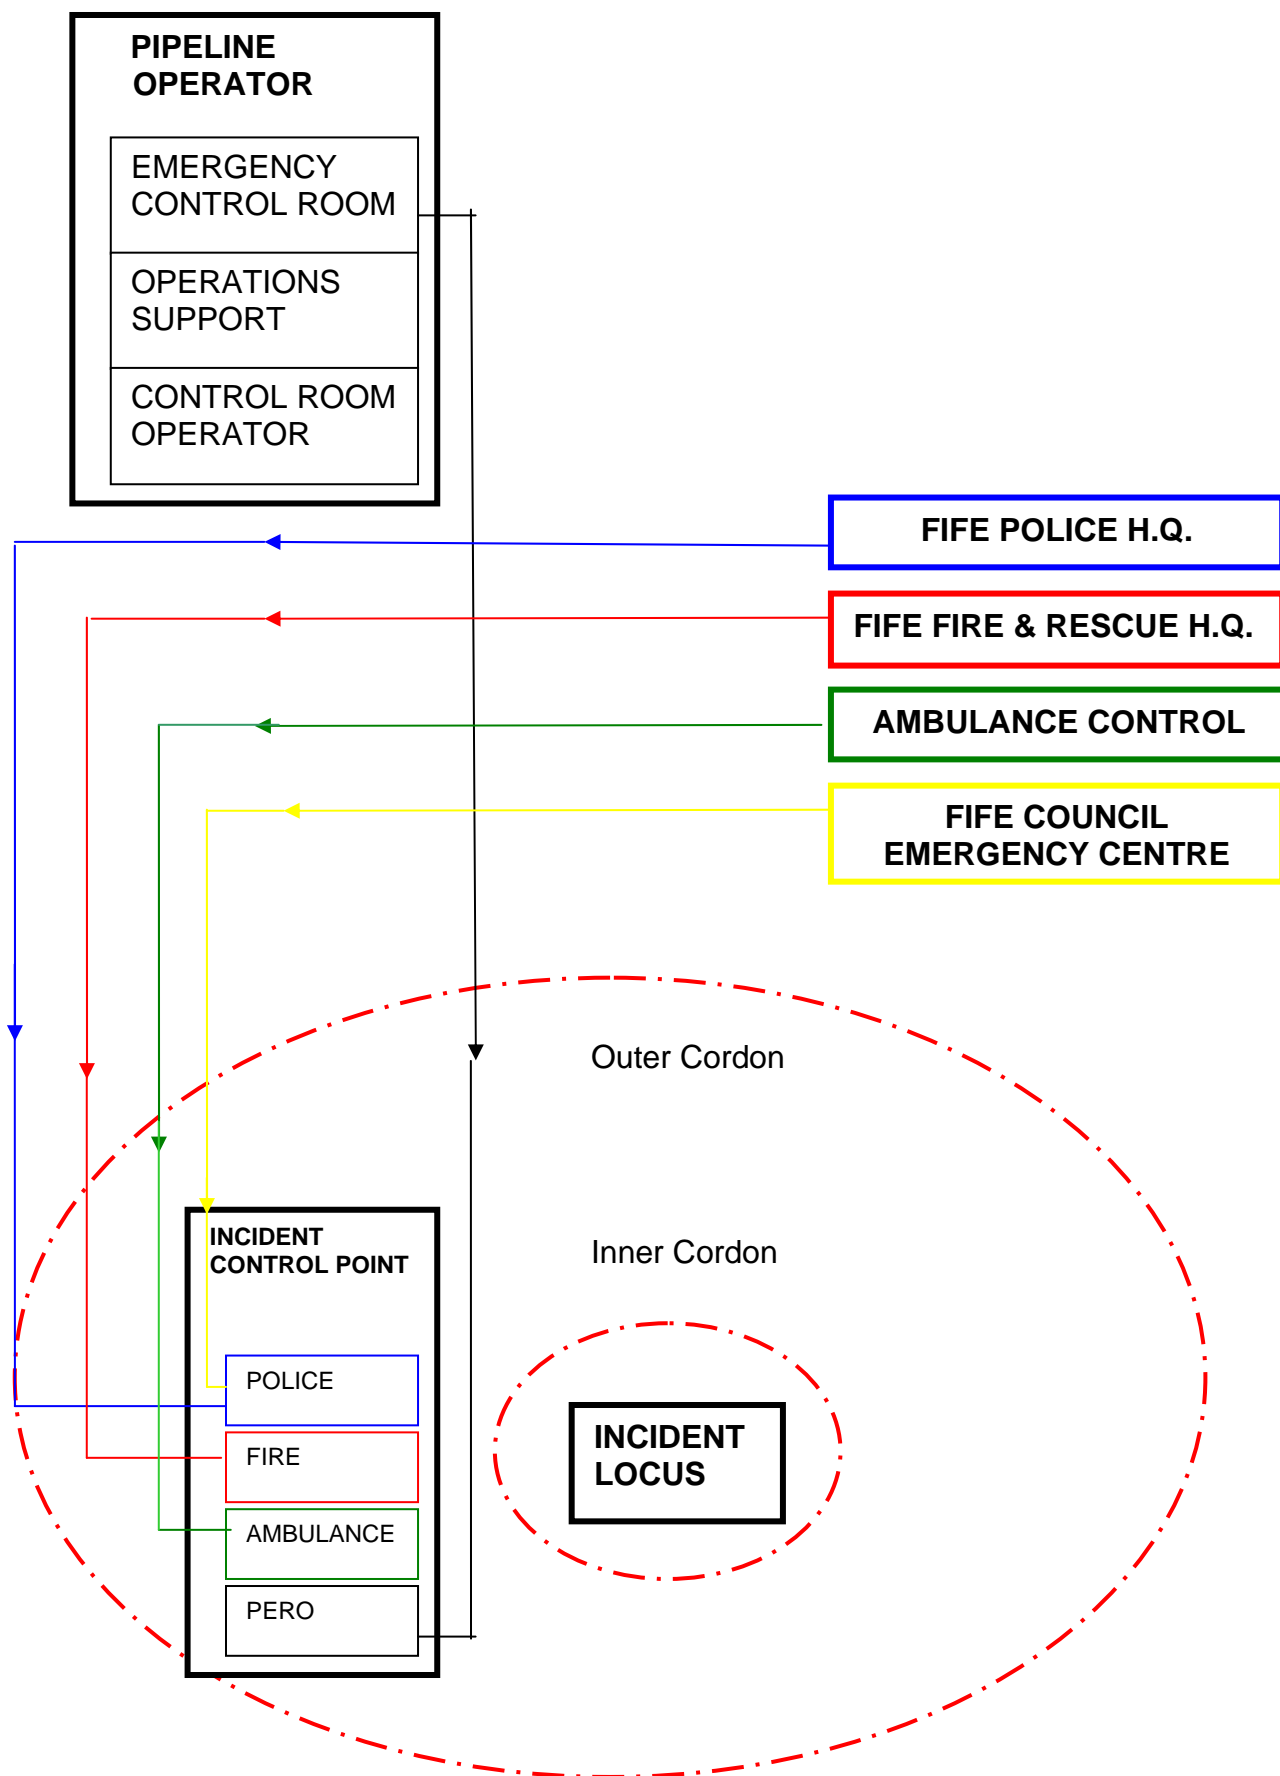 PIPELINE
OPERATOR
EMERGENCY
CONTROL ROOM
OPERATIONS
SUPPORT
CONTROL ROOM
OPERATOR
FIFE POLICE H.Q.
FIFE FIRE & RESCUE H.Q.
AMBULANCE CONTROL
FIFE COUNCIL
EMERGENCY CENTRE
Outer Cordon
Inner Cordon
INCIDENT
CONTROL POINT
POLICE
FIRE
AMBULANCE
PERO
INCIDENT
LOCUS